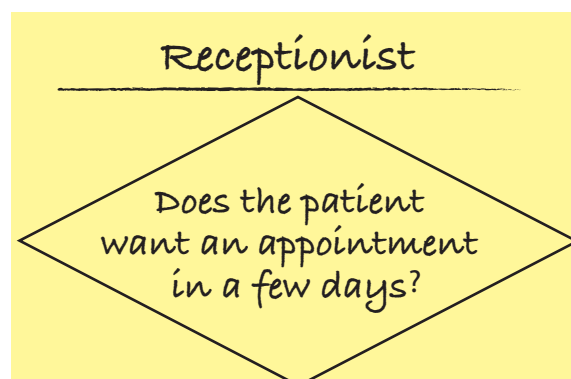 Receptionist
Does the patient
want an appointment
in a few days?